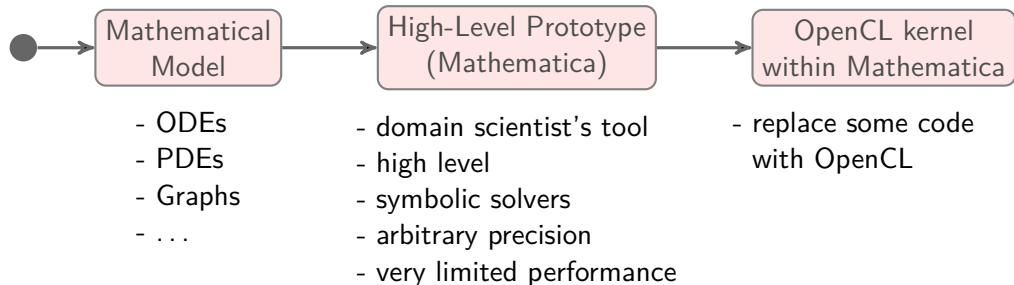 Mathematical
Model
High-Level Prototype
(Mathematica)
OpenCL kernel
within Mathematica
- ODEs
- PDEs
- Graphs
- . . .
- domain scientist's tool
- high level
- symbolic solvers
- arbitrary precision
- very limited performance
- replace some code
with OpenCL